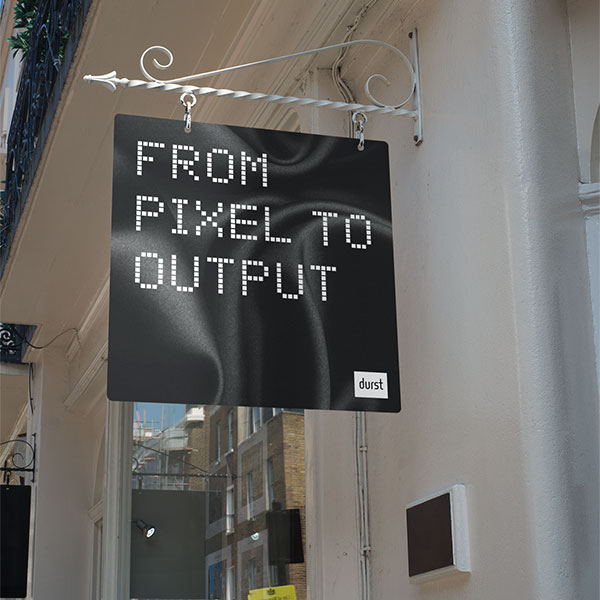 FROM
PIXEL TO
OUTPUT
durst